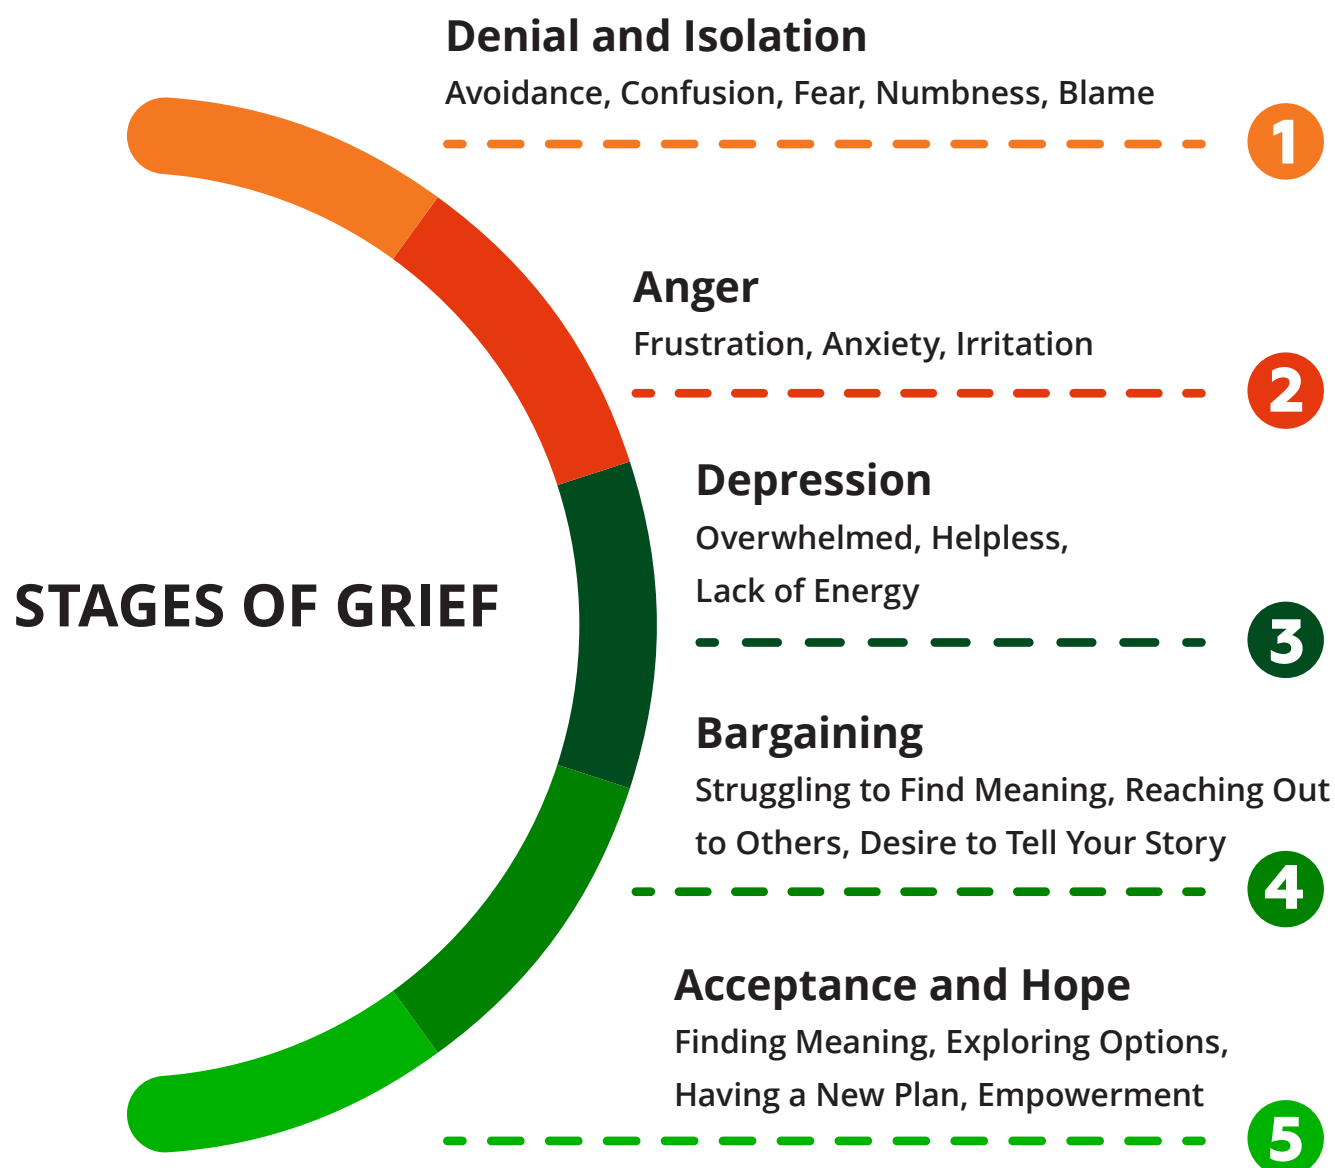 Denial and Isolation
Avoidance, Confusion, Fear, Numbness, Blame
1
Anger
Frustration, Anxiety, Irritation
2
Depression
Overwhelmed, Helpless,
Lack of Energy
3
STAGES OF GRIEF
Bargaining
Struggling to Find Meaning, Reaching Out
to Others, Desire to Tell Your Story
4
Acceptance and Hope
Finding Meaning, Exploring Options,
Having a New Plan, Empowerment
5